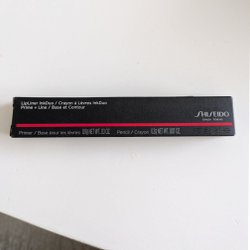 LipLiner InkDuo / Crayon à Lèvres InkDuo
Prime + Line / Base et Contour
SHISEIDO
GINZA TOKYO
Primer / Base pour les lèvres
Pencil / Crayon